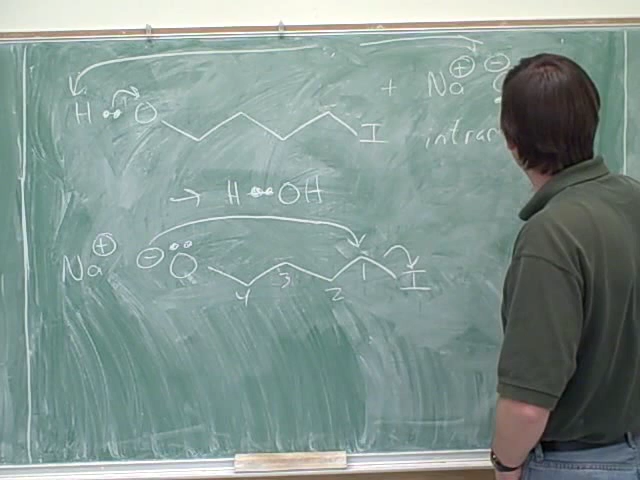 H O I + Na ⊕ ⊖
intra
→ H OH
Na ⊕ ⊖ O I
4 3 2 1